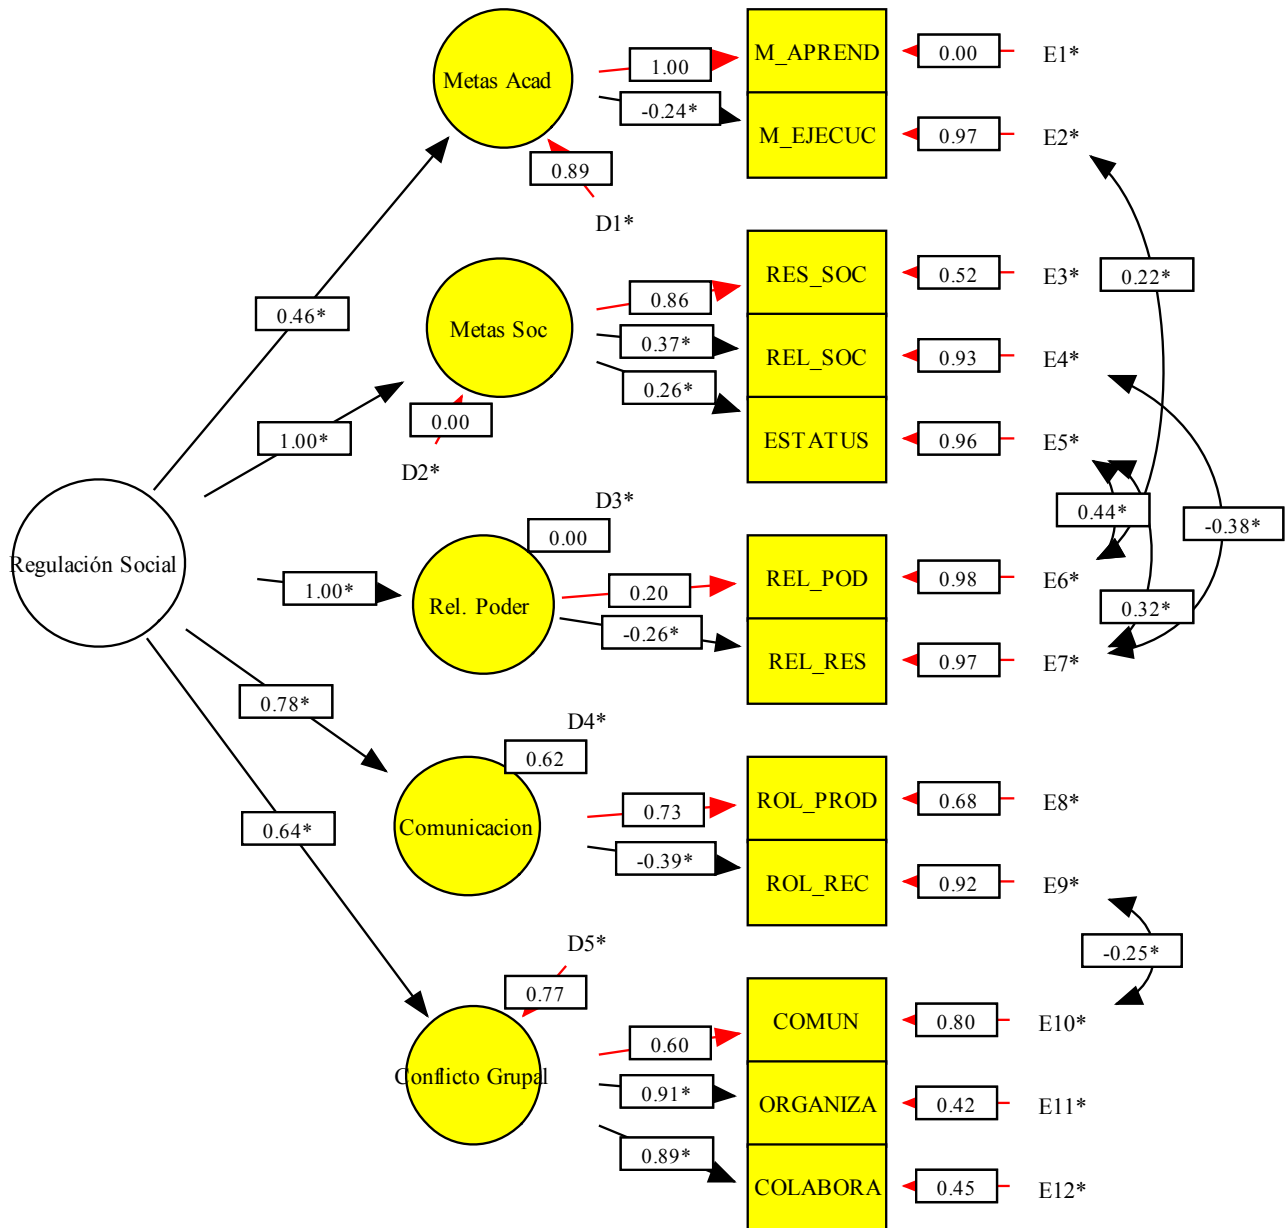 M_APREND
0.00
E1*
1.00
Metas Acad
-0.24*
M_EJECUC
0.97
E2*
0.89
D1*
0.46*
RES_SOC
0.52
E3*
0.22*
0.86
Metas Soc
0.37*
REL_SOC
0.93
E4*
0.26*
0.00
1.00*
ESTATUS
0.96
E5*
D2*
D3*
0.44*
-0.38*
0.00
Regulación Social
1.00*
Rel. Poder
0.20
REL_POD
0.98
E6*
0.32*
-0.26*
REL_RES
0.97
E7*
0.78*
D4*
0.62
ROL_PROD
0.68
E8*
0.73
0.64*
Comunicacion
-0.39*
ROL_REC
0.92
E9*
D5*
-0.25*
0.77
COMUN
0.80
E10*
0.60
Conflicto Grupal
0.91*
ORGANIZA
0.42
E11*
0.89*
COLABORA
0.45
E12*